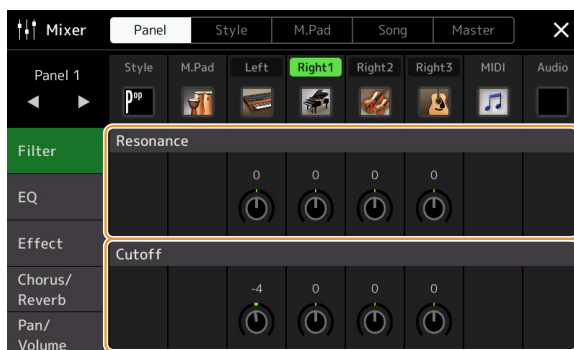 Mixer Panel Style M.Pad Song Master
Panel 1 Style M.Pad Left Right1 Right2 Right3 MIDI Audio
Pop
Filter
Resonance
0 0 0 0
EQ
Effect
Cutoff
-4 0 0 0
Chorus/
Reverb
Pan/
Volume